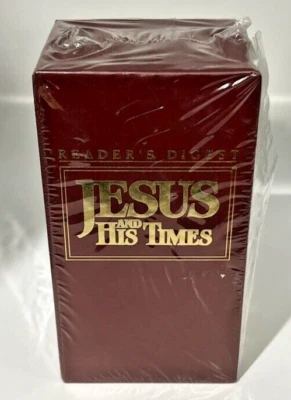 READER'S DIGEST
JESUS
AND
HIS TIMES